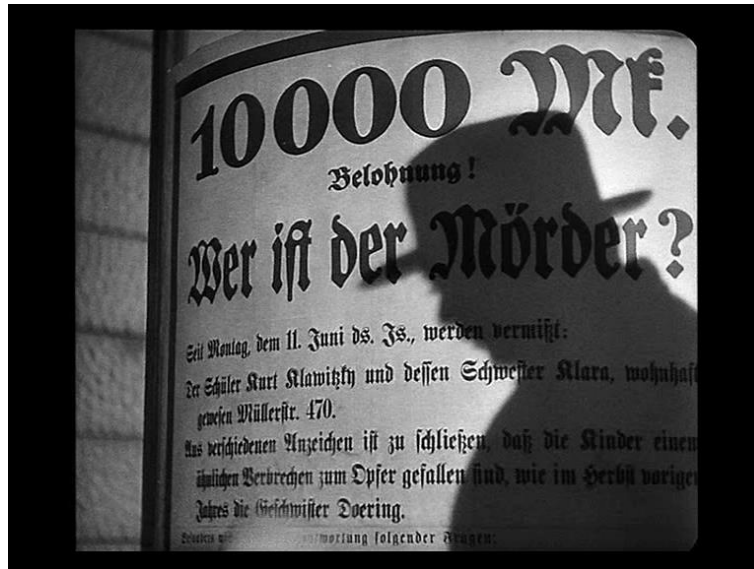 10000 Mk.
Belohnung!
Wer ist der Mörder?
Seit Montag, dem 11. Juni ds. Js., werden vermißt:
Der Schüler Kurt Klawitzky und dessen Schwester Klara, wohnhaft
gewesen Müllerstr. 470.
Aus verschiedenen Anzeichen ist zu schließen, daß die Kinder einem
ähnlichen Verbrechen zum Opfer gefallen sind, wie im Herbst vorigen
Jahres die Geschwister Doering.
folgender Fragen: